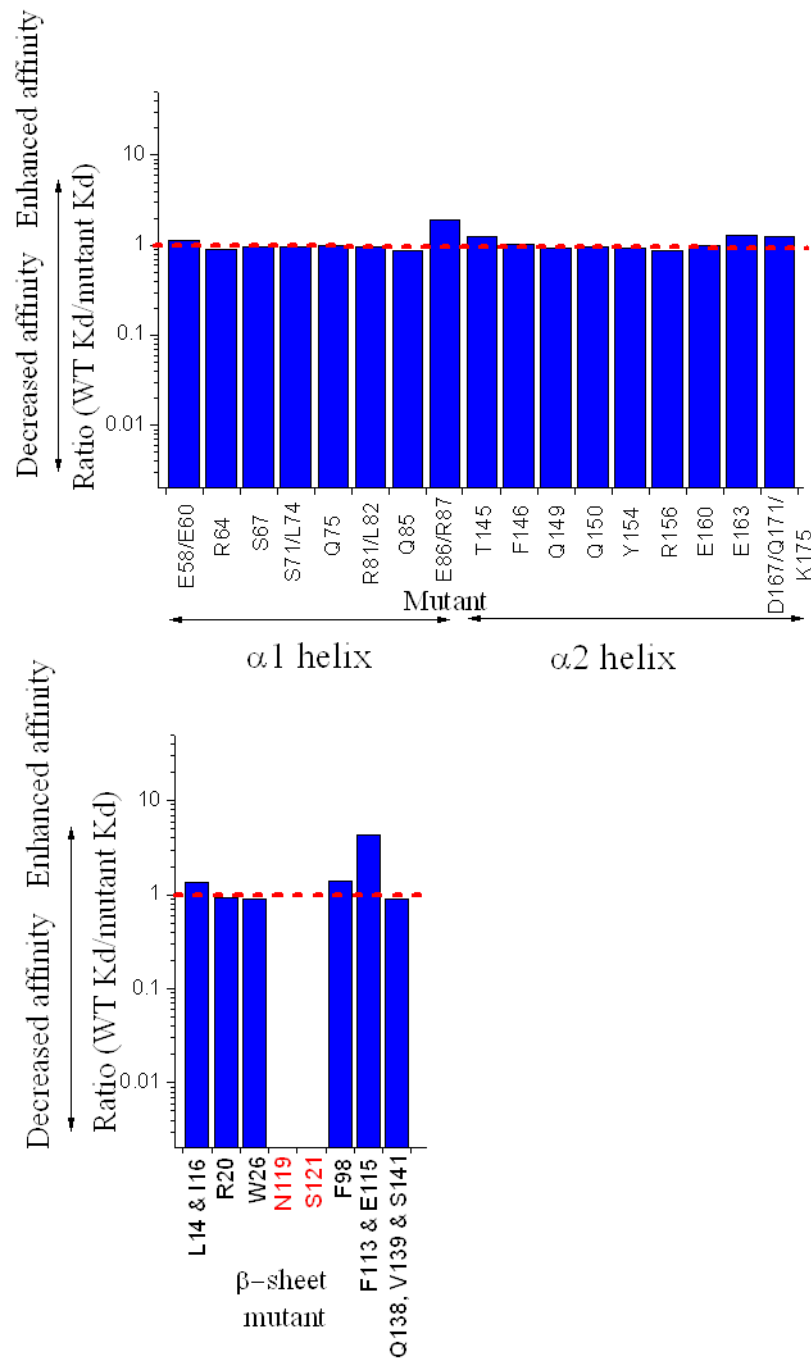 Decreased affinity Enhanced affinity
Ratio (WT Kd/mutant Kd)
10
1
0.1
0.01
E58/E60
R64
S67
S71/L74
Q75
R81/L82
Q85
E86/R87
T145
F146
Q149
Q150
Y154
R156
E160
E163
D167/Q171/
K175
Mutant
α1 helix
α2 helix
Decreased affinity Enhanced affinity
Ratio (WT Kd/mutant Kd)
10
1
0.1
0.01
L14 & I16
R20
W26
N119
S121
F98
F113 & E115
Q138, V139 & S141
β-sheet
mutant